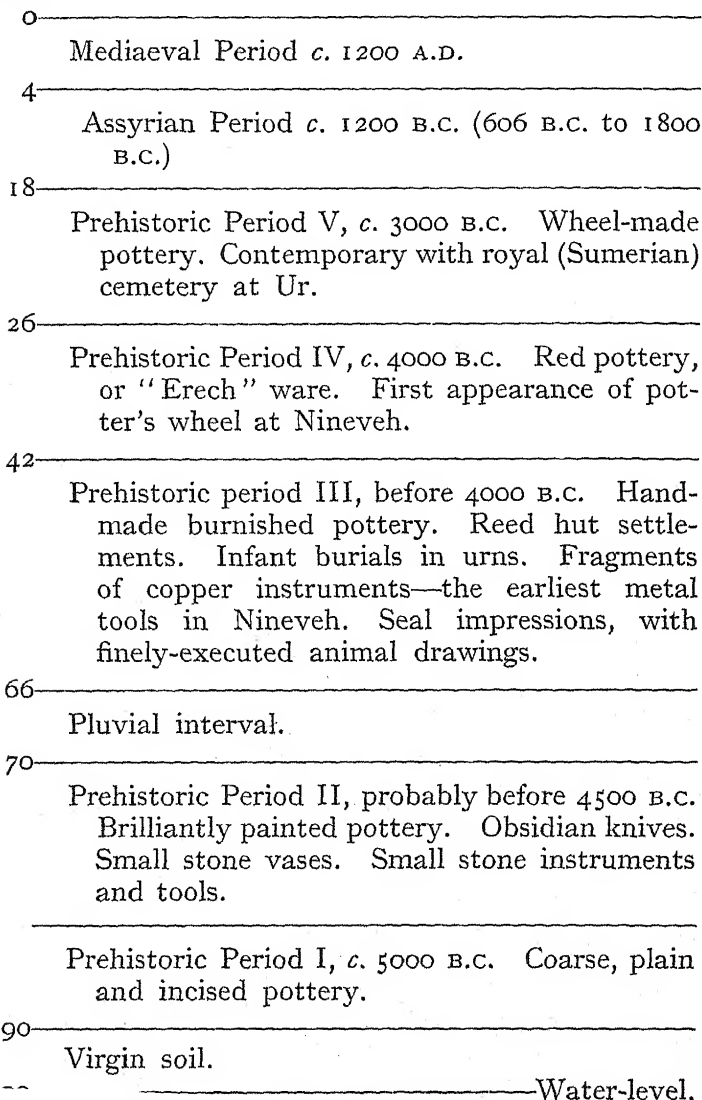 0
Mediaeval Period c. 1200 A.D.
4
Assyrian Period c. 1200 B.C. (606 B.C. to 1800
B.C.)
18
Prehistoric Period V, c. 3000 B.C. Wheel-made
pottery. Contemporary with royal (Sumerian)
cemetery at Ur.
26
Prehistoric Period IV, c. 4000 B.C. Red pottery,
or "Erech" ware. First appearance of pot-
ter's wheel at Nineveh.
42
Prehistoric period III, before 4000 B.C. Hand-
made burnished pottery. Reed hut settle-
ments. Infant burials in urns. Fragments
of copper instruments—the earliest metal
tools in Nineveh. Seal impressions, with
finely-executed animal drawings.
66
Pluvial interval.
70
Prehistoric Period II, probably before 4500 B.C.
Brilliantly painted pottery. Obsidian knives.
Small stone vases. Small stone instruments
and tools.
Prehistoric Period I, c. 5000 B.C. Coarse, plain
and incised pottery.
90
Virgin soil.
Water-level.